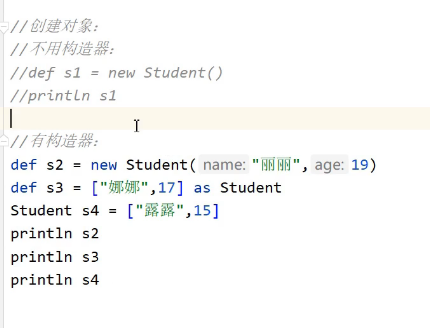 //创建对象:
//不用构造器:
//def s1 = new Student()
//println s1
//有构造器:
def s2 = new Student( name: "丽丽", age: 19)
def s3 = ["娜娜",17] as Student
Student s4 = ["露露",15]
println s2
println s3
println s4